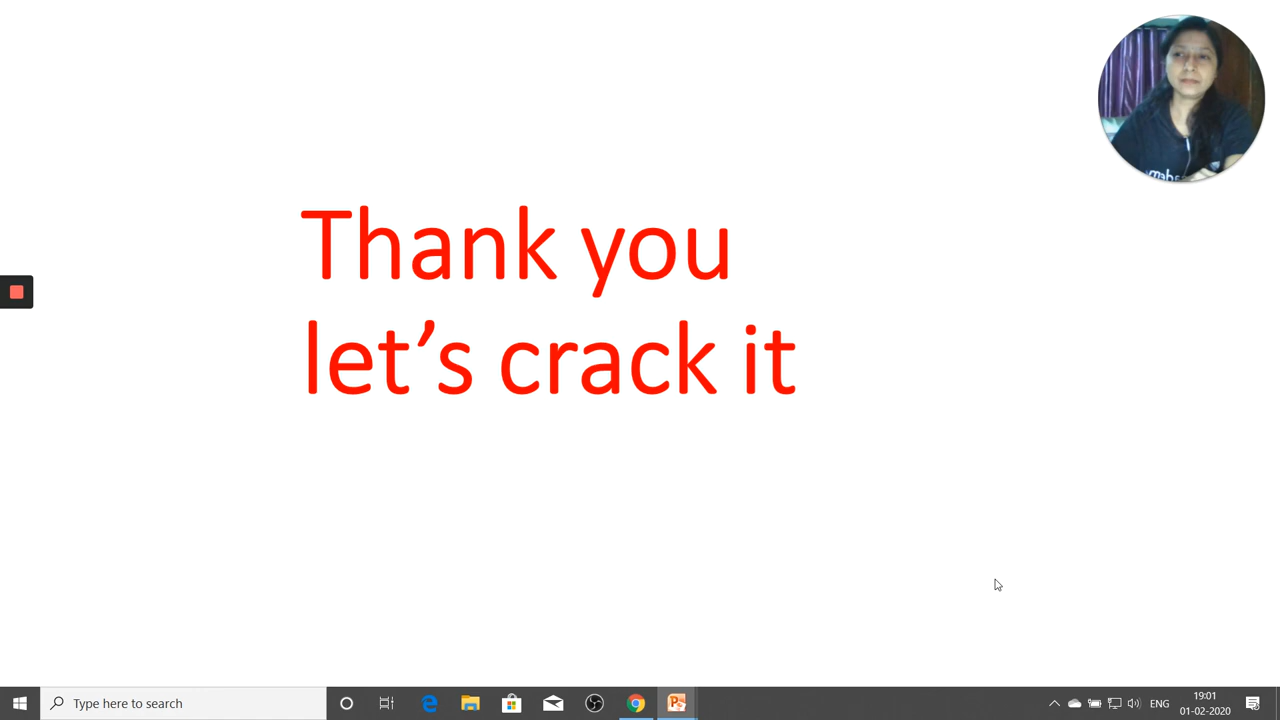 Thank you
let’s crack it
Type here to search
ENG
19:01
01-02-2020